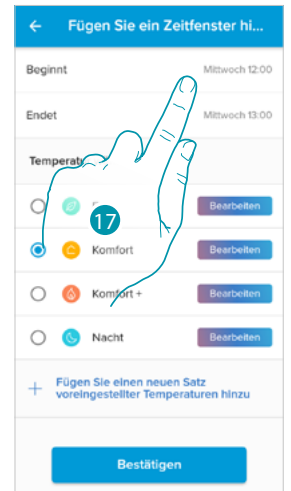 ← Fügen Sie ein Zeitfenster hi...
Beginnt Mittwoch 12:00
Endet Mittwoch 13:00
Bearbeiten
17
Komfort Bearbeiten
Komfort + Bearbeiten
Nacht Bearbeiten
+ Fügen Sie einen neuen Satz
voreingestellter Temperaturen hinzu
Bestätigen